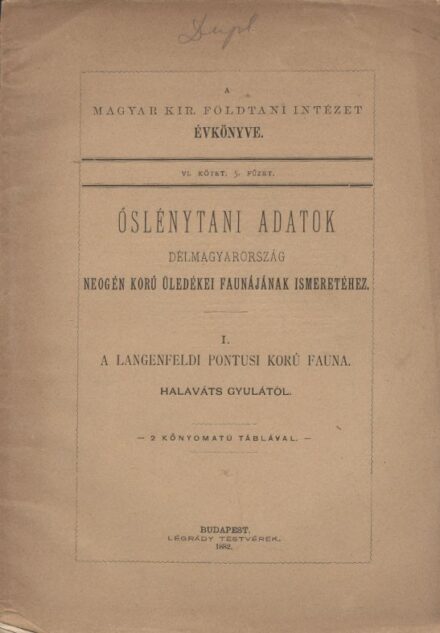 Dupl.
A
MAGYAR KIR. FÖLDTANI INTÉZET
ÉVKÖNYVE.
VI. KÖTET. 5. FÜZET.
ŐSLÉNYTANI ADATOK
DÉLMAGYARORSZÁG
NEOGÉN KORÚ ÜLEDÉKEI FAUNÁJÁNAK ISMERETÉHEZ.
I.
A LANGENFELDI PONTUSI KORÚ FAUNA.
HALAVÁTS GYULÁTÓL.
— 2 KŐNYOMATÚ TÁBLÁVAL. —
BUDAPEST.
LÉGRÁDY TESTVÉREK.
1882.